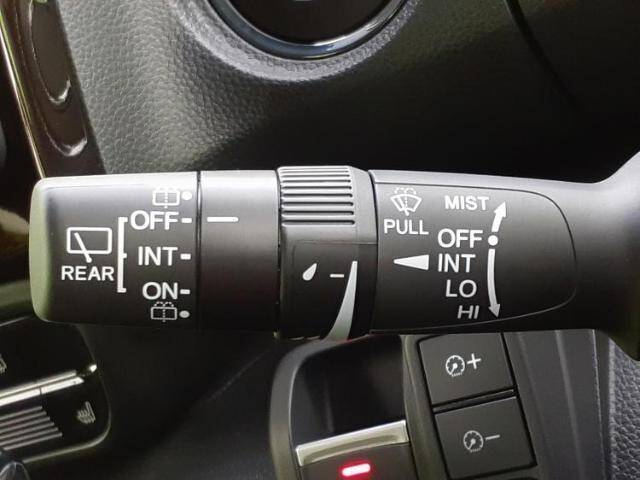 OFF
INT
ON
REAR
PULL
MIST
OFF
INT
LO
HI
+
−